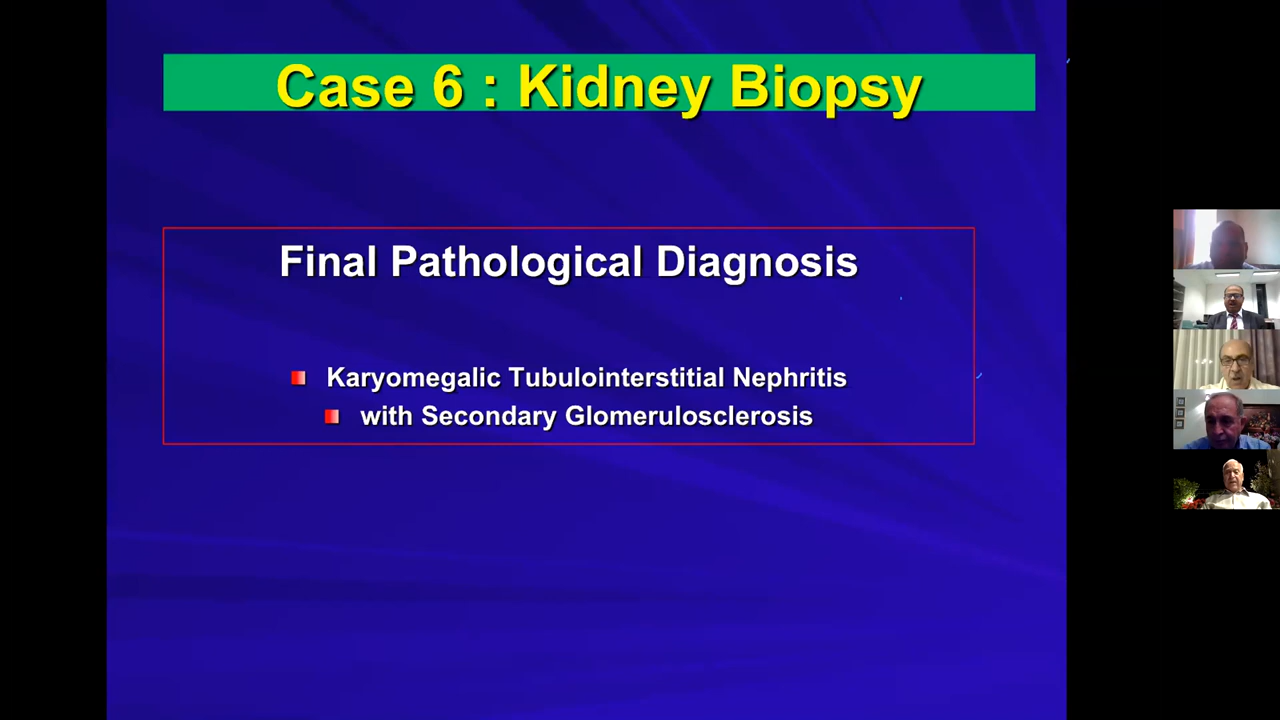 Case 6 : Kidney Biopsy
Final Pathological Diagnosis
Karyomegalic Tubulointerstitial Nephritis
with Secondary Glomerulosclerosis